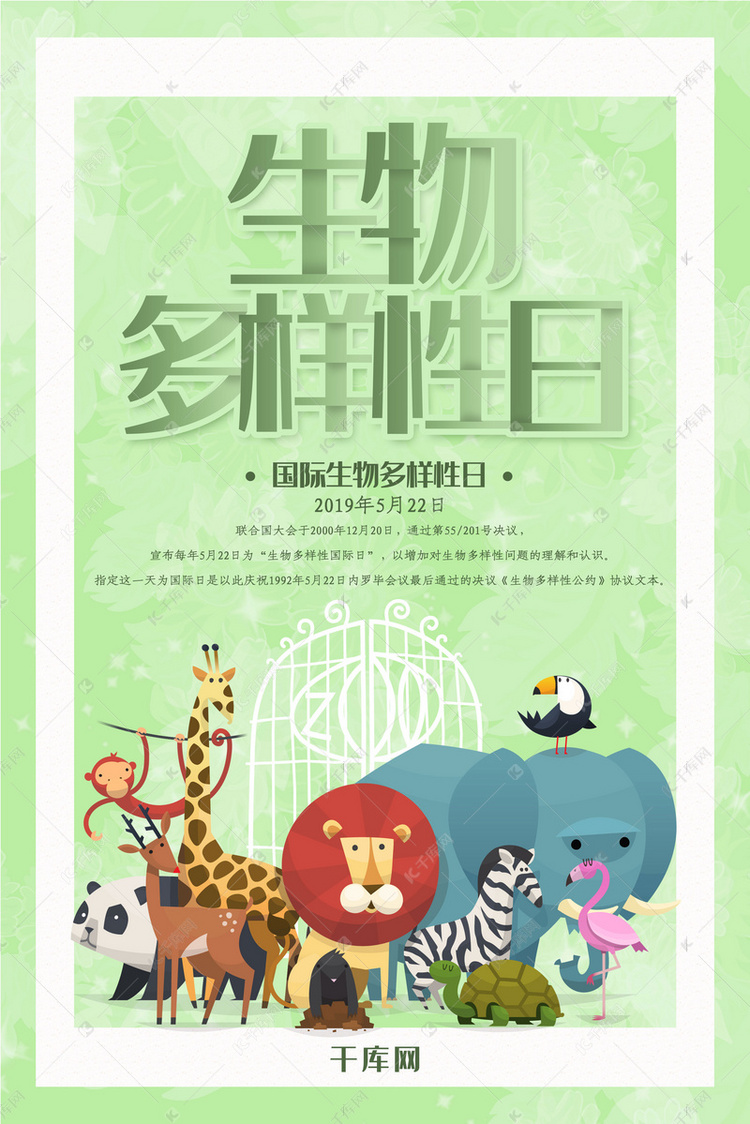 生物
多样性日
• 国际生物多样性日 •
2019年5月22日
联合国大会于2000年12月20日，通过第55/201号决议，
宣布每年5月22日为“生物多样性国际日”，以增加对生物多样性问题的理解和认识。
指定这一天为国际日是以此庆祝1992年5月22日内罗毕会议最后通过的决议《生物多样性公约》协议文本。
ZOO
千库网